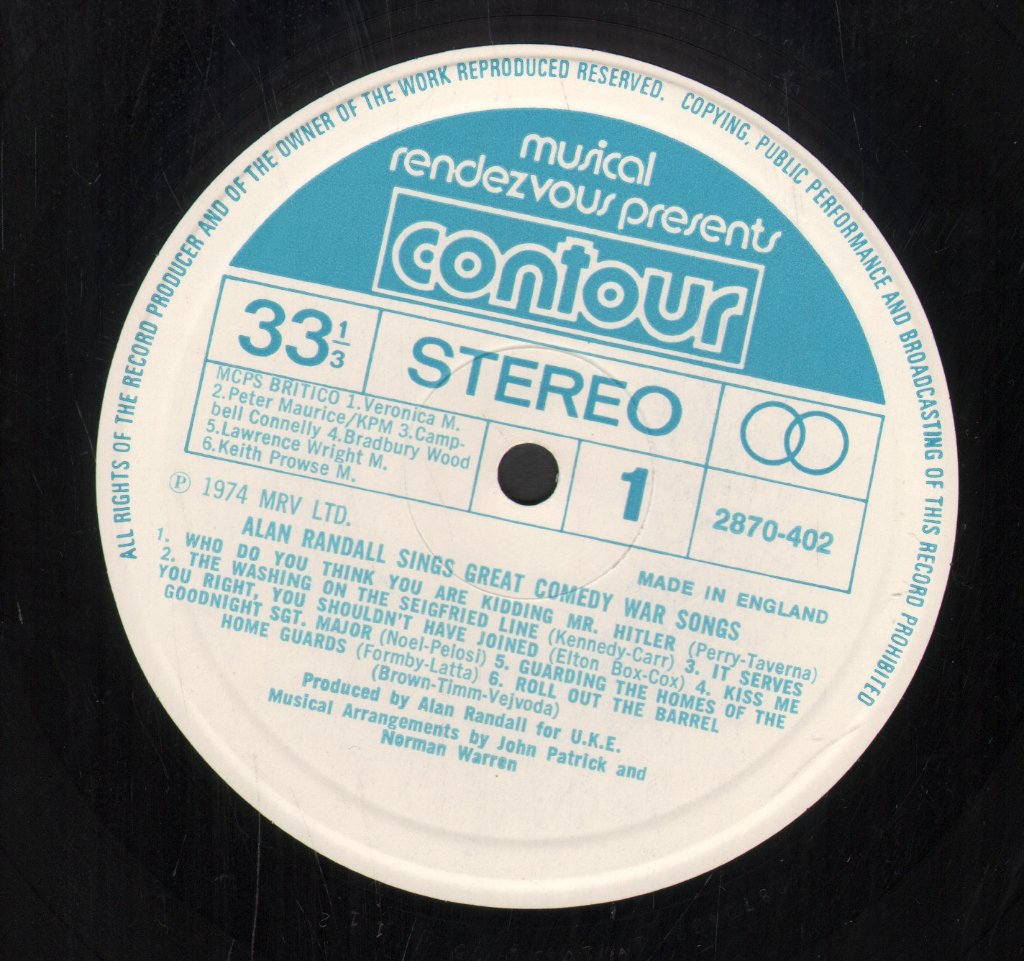 ALL RIGHTS OF THE RECORD PRODUCER AND OF THE OWNER OF THE WORK REPRODUCED RESERVED. COPYING, PUBLIC PERFORMANCE AND BROADCASTING OF THIS RECORD PROHIBITED
musical
rendezvous presents
contour
33 1/3
STEREO
MCPS BRITICO 1.Veronica M.
2.Peter Maurice/KPM 3.Camp-
bell Connelly 4.Bradbury Wood
5.Lawrence Wright M.
6.Keith Prowse M.
1
2870-402
℗ 1974 MRV LTD.
MADE IN ENGLAND
ALAN RANDALL SINGS GREAT COMEDY WAR SONGS
1. WHO DO YOU THINK YOU ARE KIDDING MR. HITLER (Perry-Taverna)
2. THE WASHING ON THE SEIGFRIED LINE (Kennedy-Carr) 3. IT SERVES
YOU RIGHT, YOU SHOULDN'T HAVE JOINED (Elton Box-Cox) 4. KISS ME
GOODNIGHT SGT. MAJOR (Noel-Pelosi) 5. GUARDING THE HOMES OF THE
HOME GUARDS (Formby-Latta) 6. ROLL OUT THE BARREL
(Brown-Timm-Vejvoda)
Produced by Alan Randall for U.K.E.
Musical Arrangements by John Patrick and
Norman Warren